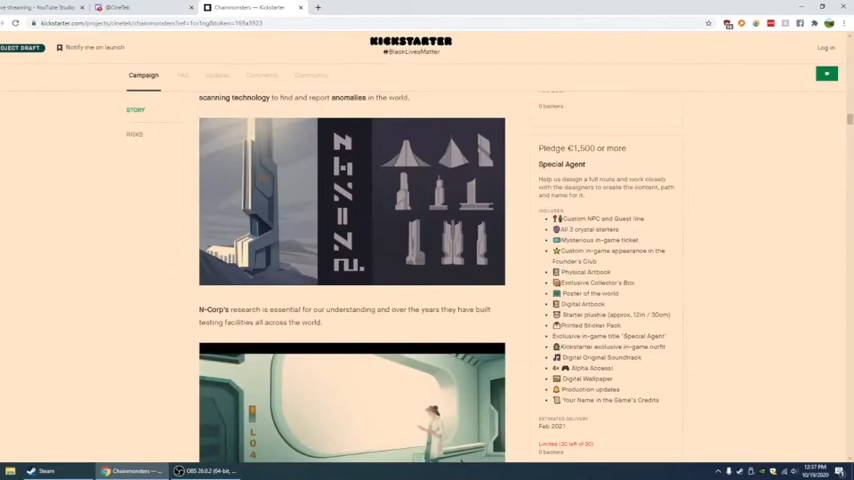 ve streaming - YouTube Studio
@CineTek
Chainmonsters — Kickstarter
kickstarter.com/projects/cinetek/chainmonsters?ref=1or1ng&token=169a3923
ROJECT DRAFT
Notify me on launch
KICKSTARTER
#BlackLivesMatter
Log in
Campaign
FAQ
Updates
Comments
Community
STORY
RISKS
scanning technology to find and report anomalies in the world.
N-Corp's research is essential for our understanding and over the years they have built
testing facilities all across the world.
L04
0 backers
Pledge €1,500 or more
Special Agent
Help us design a full route and work closely
with the designers to create the content, path
and name for it.
INCLUDES
Custom NPC and Quest line
All 3 crystal starters
Mysterious in-game ticket
Custom in-game appearance in the
Founder's Club
Physical Artbook
Exclusive Collector's Box
Poster of the world
Digital Artbook
Starter plushie (approx. 12in / 30cm)
Printed Sticker Pack
Exclusive in-game title "Special Agent"
Kickstarter exclusive in-game outfit
Digital Original Soundtrack
4x Alpha Access!
Digital Wallpaper
Production updates
Your Name in the Game's Credits
ESTIMATED DELIVERY
Feb 2021
Limited (30 left of 30)
0 backers
Steam
Chainmonsters — ...
OBS 26.0.2 (64-bit, ...
12:37 PM
10/19/2020